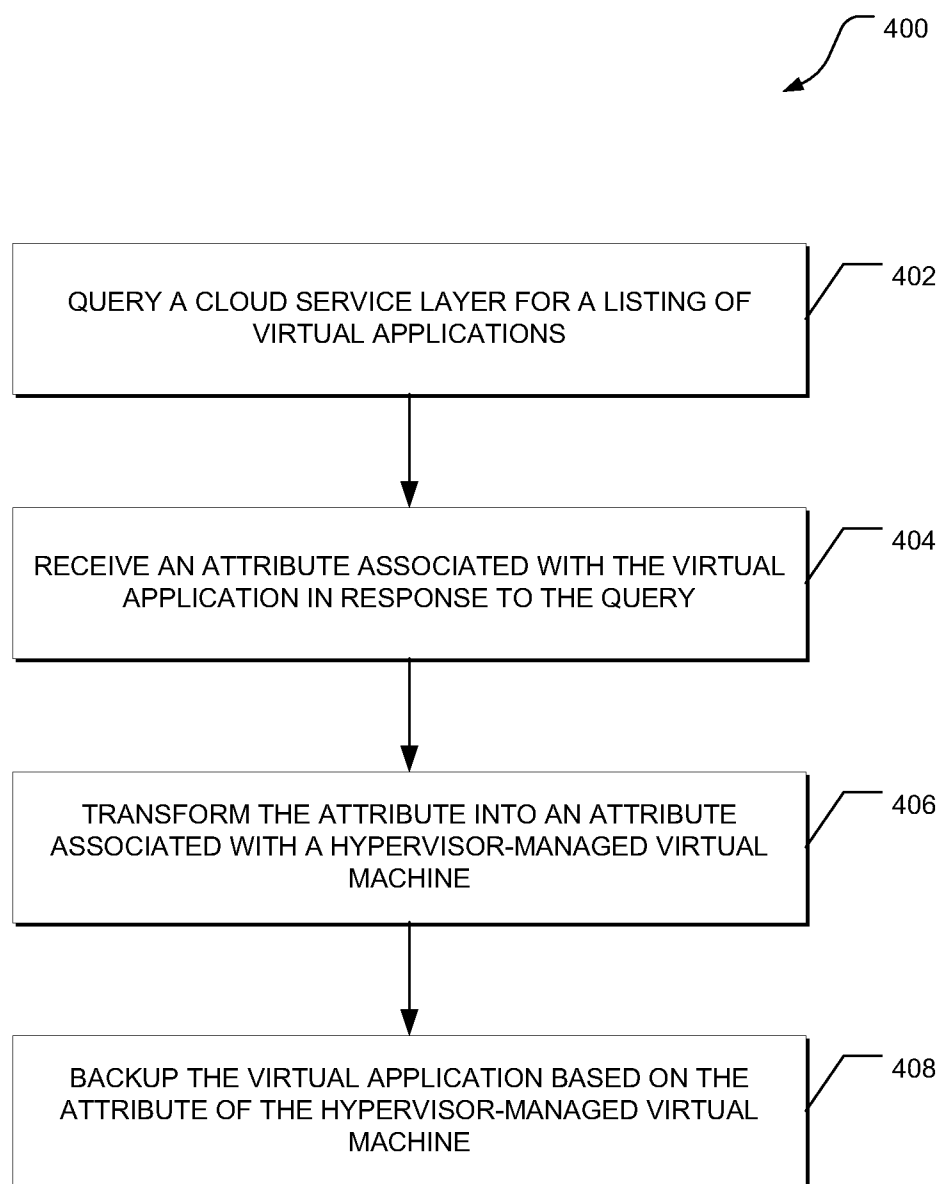 400
QUERY A CLOUD SERVICE LAYER FOR A LISTING OF
VIRTUAL APPLICATIONS
402
RECEIVE AN ATTRIBUTE ASSOCIATED WITH THE VIRTUAL
APPLICATION IN RESPONSE TO THE QUERY
404
TRANSFORM THE ATTRIBUTE INTO AN ATTRIBUTE
ASSOCIATED WITH A HYPERVISOR-MANAGED VIRTUAL
MACHINE
406
BACKUP THE VIRTUAL APPLICATION BASED ON THE
ATTRIBUTE OF THE HYPERVISOR-MANAGED VIRTUAL
MACHINE
408